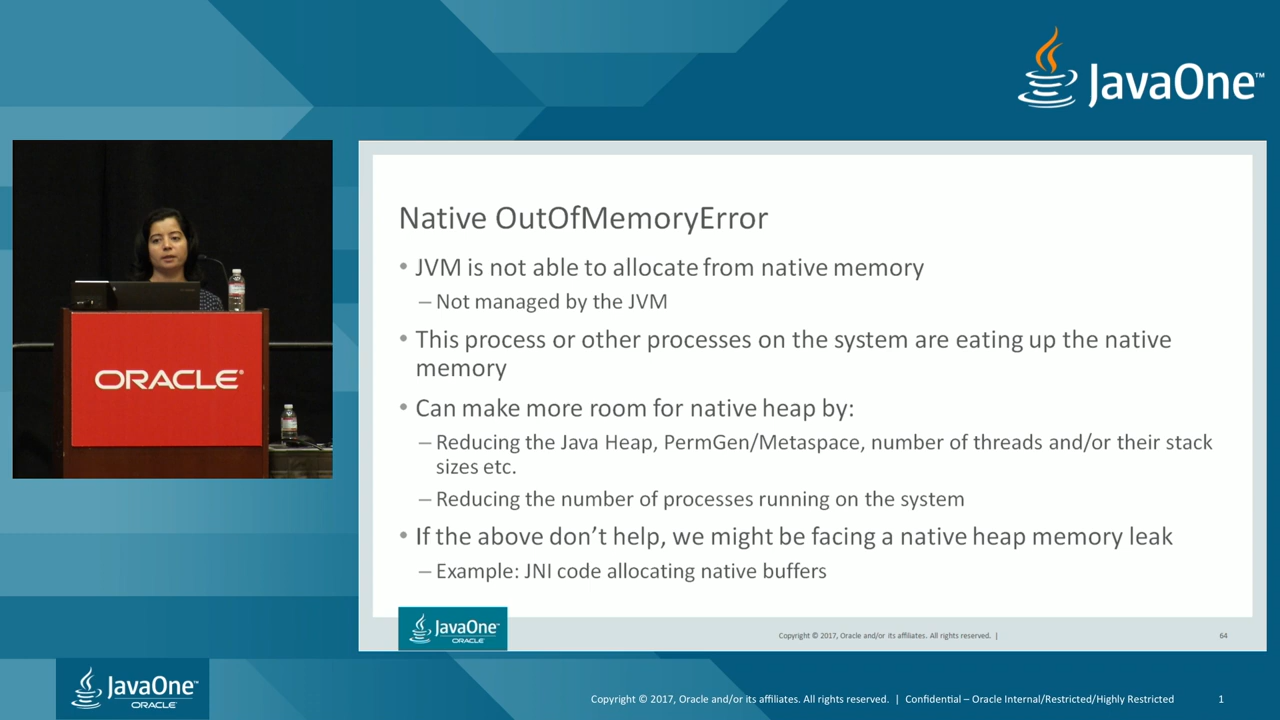 JavaOne™
Native OutOfMemoryError
• JVM is not able to allocate from native memory
– Not managed by the JVM
• This process or other processes on the system are eating up the native
memory
• Can make more room for native heap by:
– Reducing the Java Heap, PermGen/Metaspace, number of threads and/or their stack
sizes etc.
– Reducing the number of processes running on the system
• If the above don’t help, we might be facing a native heap memory leak
– Example: JNI code allocating native buffers
ORACLE®
JavaOne™
ORACLE®
Copyright © 2017, Oracle and/or its affiliates. All rights reserved. |
64
JavaOne™
ORACLE®
Copyright © 2017, Oracle and/or its affiliates. All rights reserved. | Confidential – Oracle Internal/Restricted/Highly Restricted
1